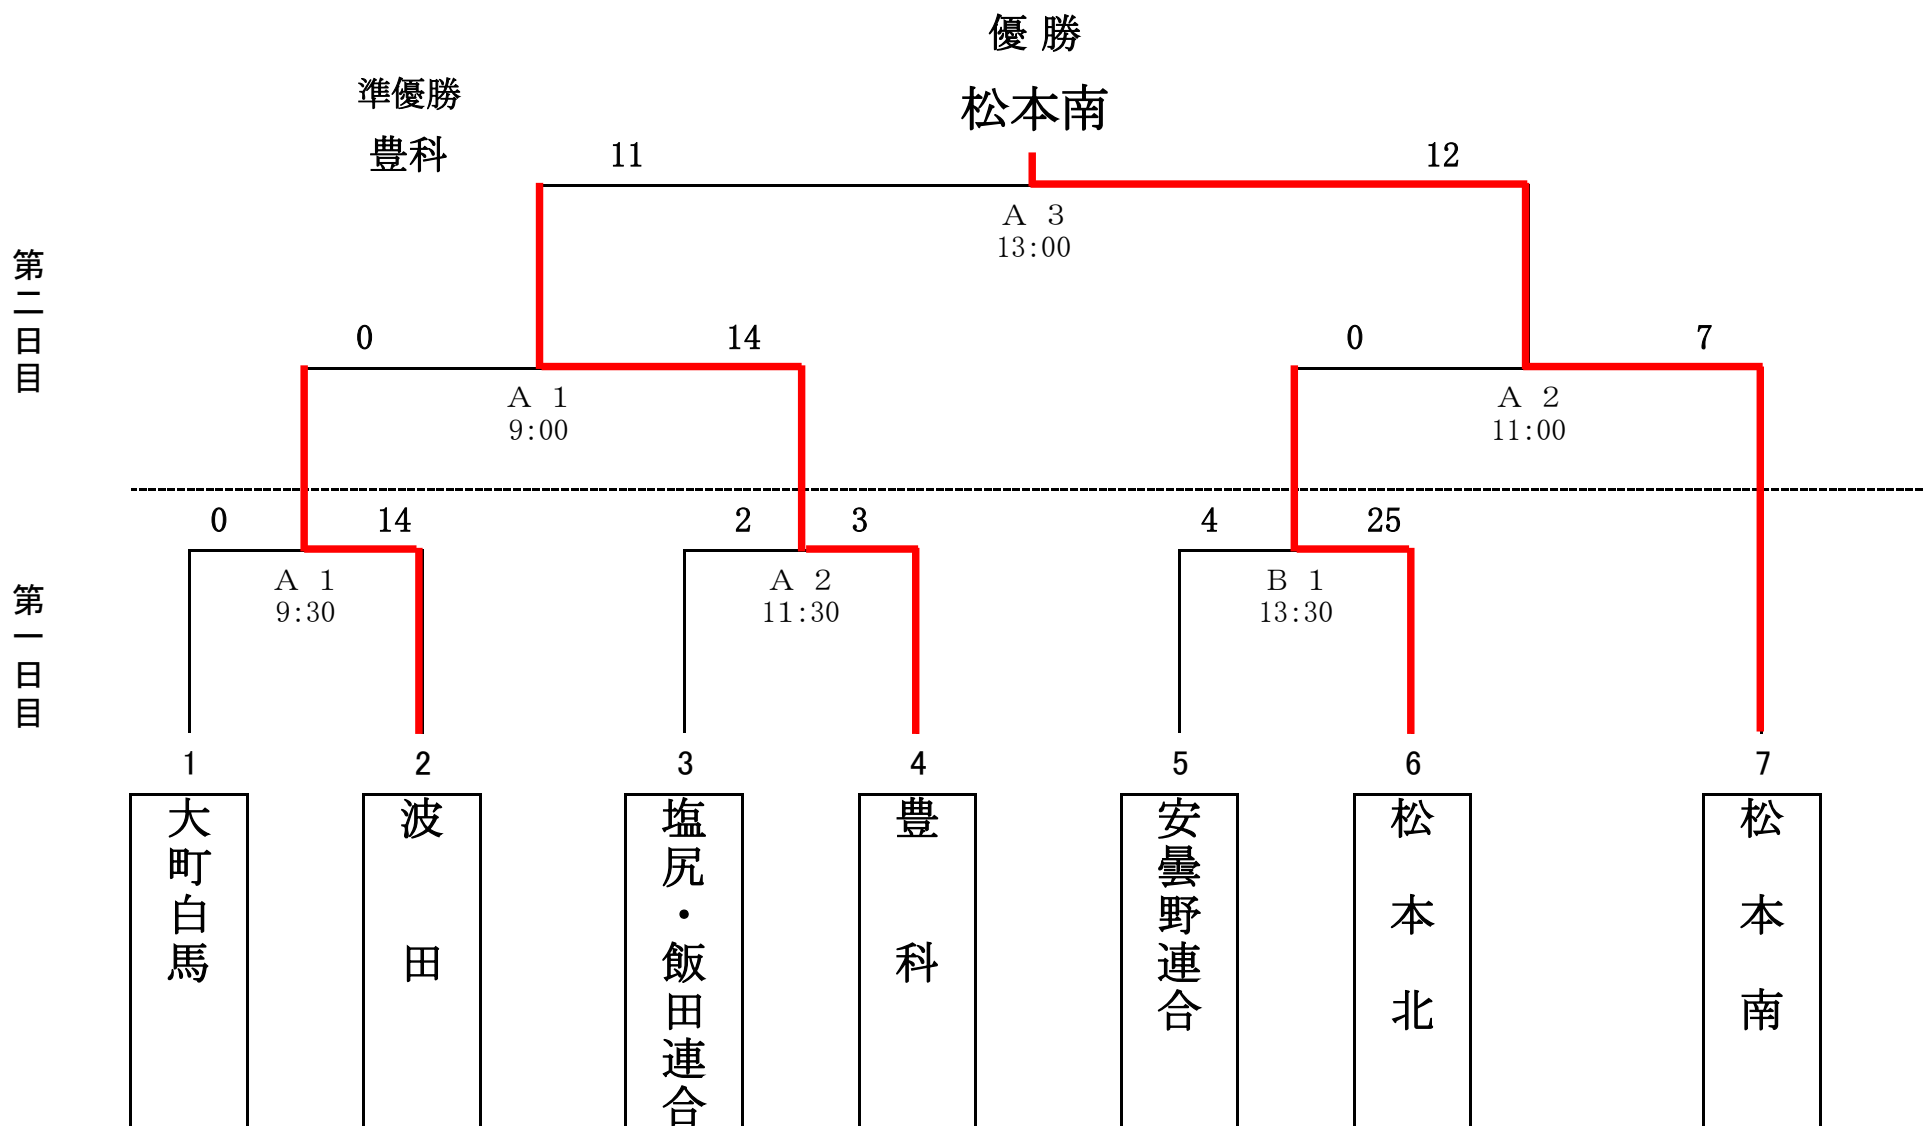 優 勝
準優勝
松本南
豊科
11
12
A 3
13:00
第二日目
0
14
0
7
A 1
9:00
A 2
11:00
0
14
2
3
4
25
A 1
9:30
A 2
11:30
B 1
13:30
第一日目
1
2
3
4
5
6
7
大町白馬
波田
塩尻・飯田連合
豊科
安曇野連合
松本北
松本南